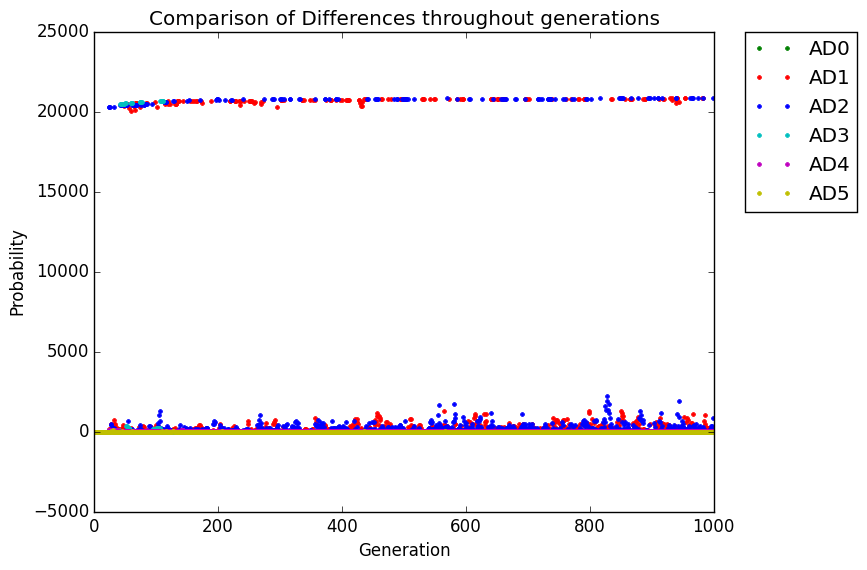 Comparison of Differences throughout generations
25000
20000
15000
10000
5000
0
−5000
Probability
0 200 400 600 800 1000
Generation
AD0
AD1
AD2
AD3
AD4
AD5